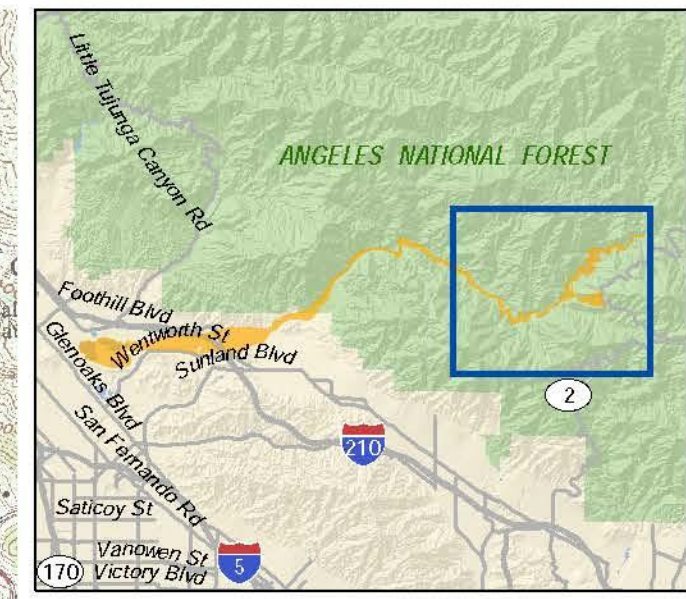 Little Tujunga Canyon Rd
ANGELES NATIONAL FOREST
Foothill Blvd
Wentworth St
Sunland Blvd
Glenoaks Blvd
2
San Fernando Rd
210
Saticoy St
Vanowen St
5
170
Victory Blvd